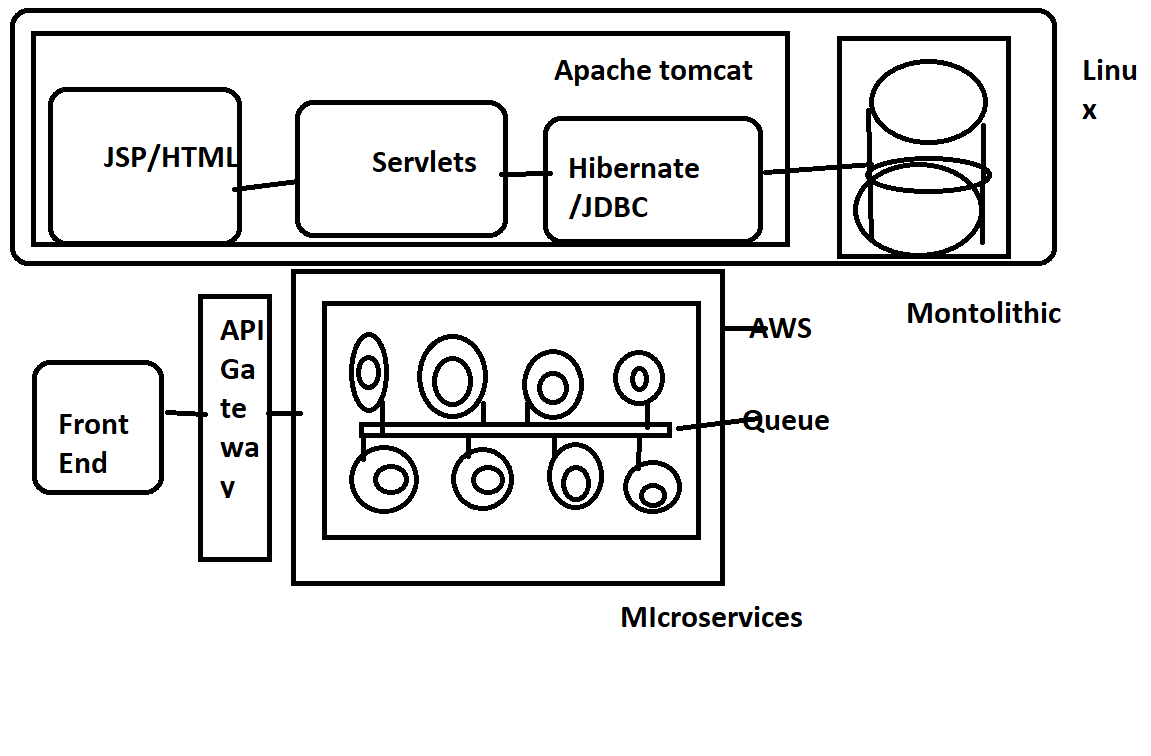 Apache tomcat
Linu
x
JSP/HTML
Servlets
Hibernate
/JDBC
Montolithic
API
Ga
te
wa
y
AWS
Front
End
Queue
MIcroservices